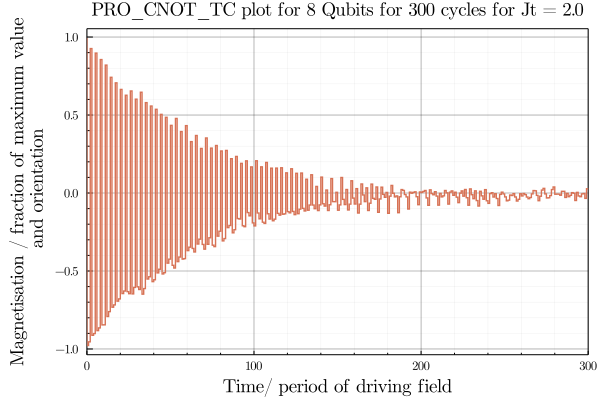 PRO_CNOT_TC plot for 8 Qubits for 300 cycles for Jt = 2.0
Magnetisation / fraction of maximum value
and orientation
1.0
0.5
0.0
−0.5
−1.0
0
100
200
300
Time/ period of driving field